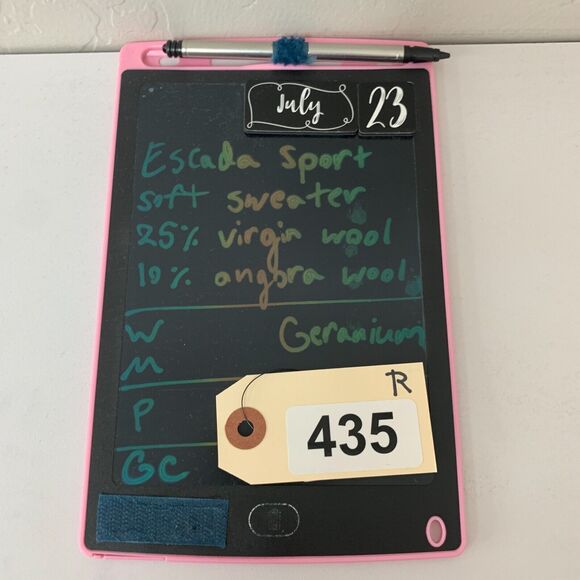 July 23
Escada Sport
soft sweater
25% virgin wool
10% angora wool
W Geranium
M
R
P
435
GC